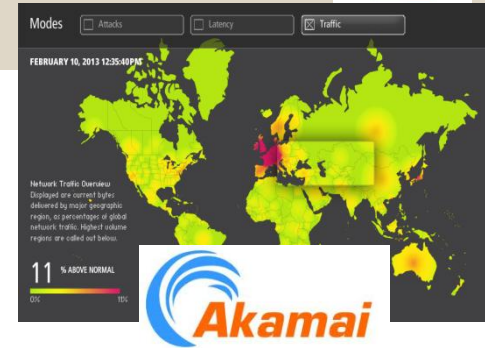 Modes
Attacks
Latency
Traffic
FEBRUARY 10, 2013 12:35:40PM
Network Traffic Overview
Displayed are current bytes
delivered by major geographic
region, as percentages of global
network traffic. Highest volume
regions are called out below.
11 % ABOVE NORMAL
0% 10%
Akamai